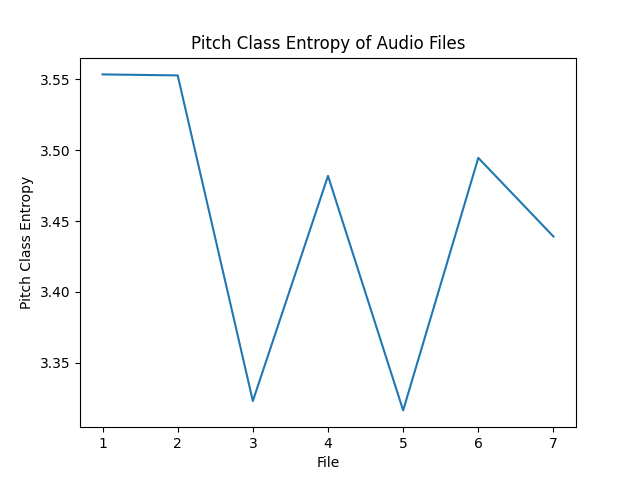 Pitch Class Entropy of Audio Files
3.55
3.50
3.45
3.40
3.35
Pitch Class Entropy
1 2 3 4 5 6 7
File